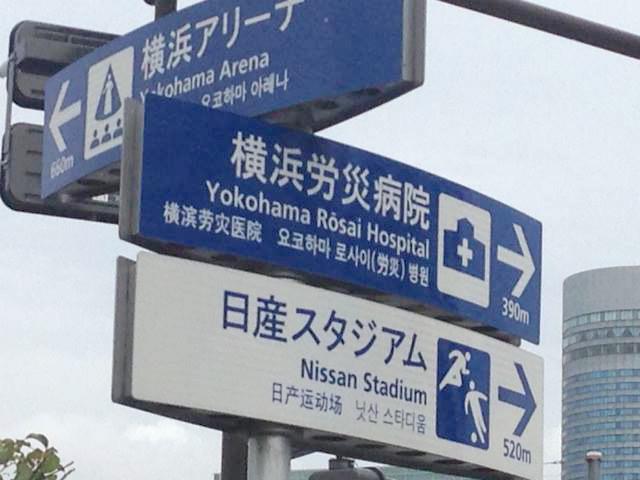 横浜アリーナ
Yokohama Arena
요코하마 아레나
660m
横浜労災病院
Yokohama Rōsai Hospital
横滨劳灾医院 요코하마 로사이(労災) 병원
390m
日産スタジアム
Nissan Stadium
日产运动场 닛산 스타디움
520m